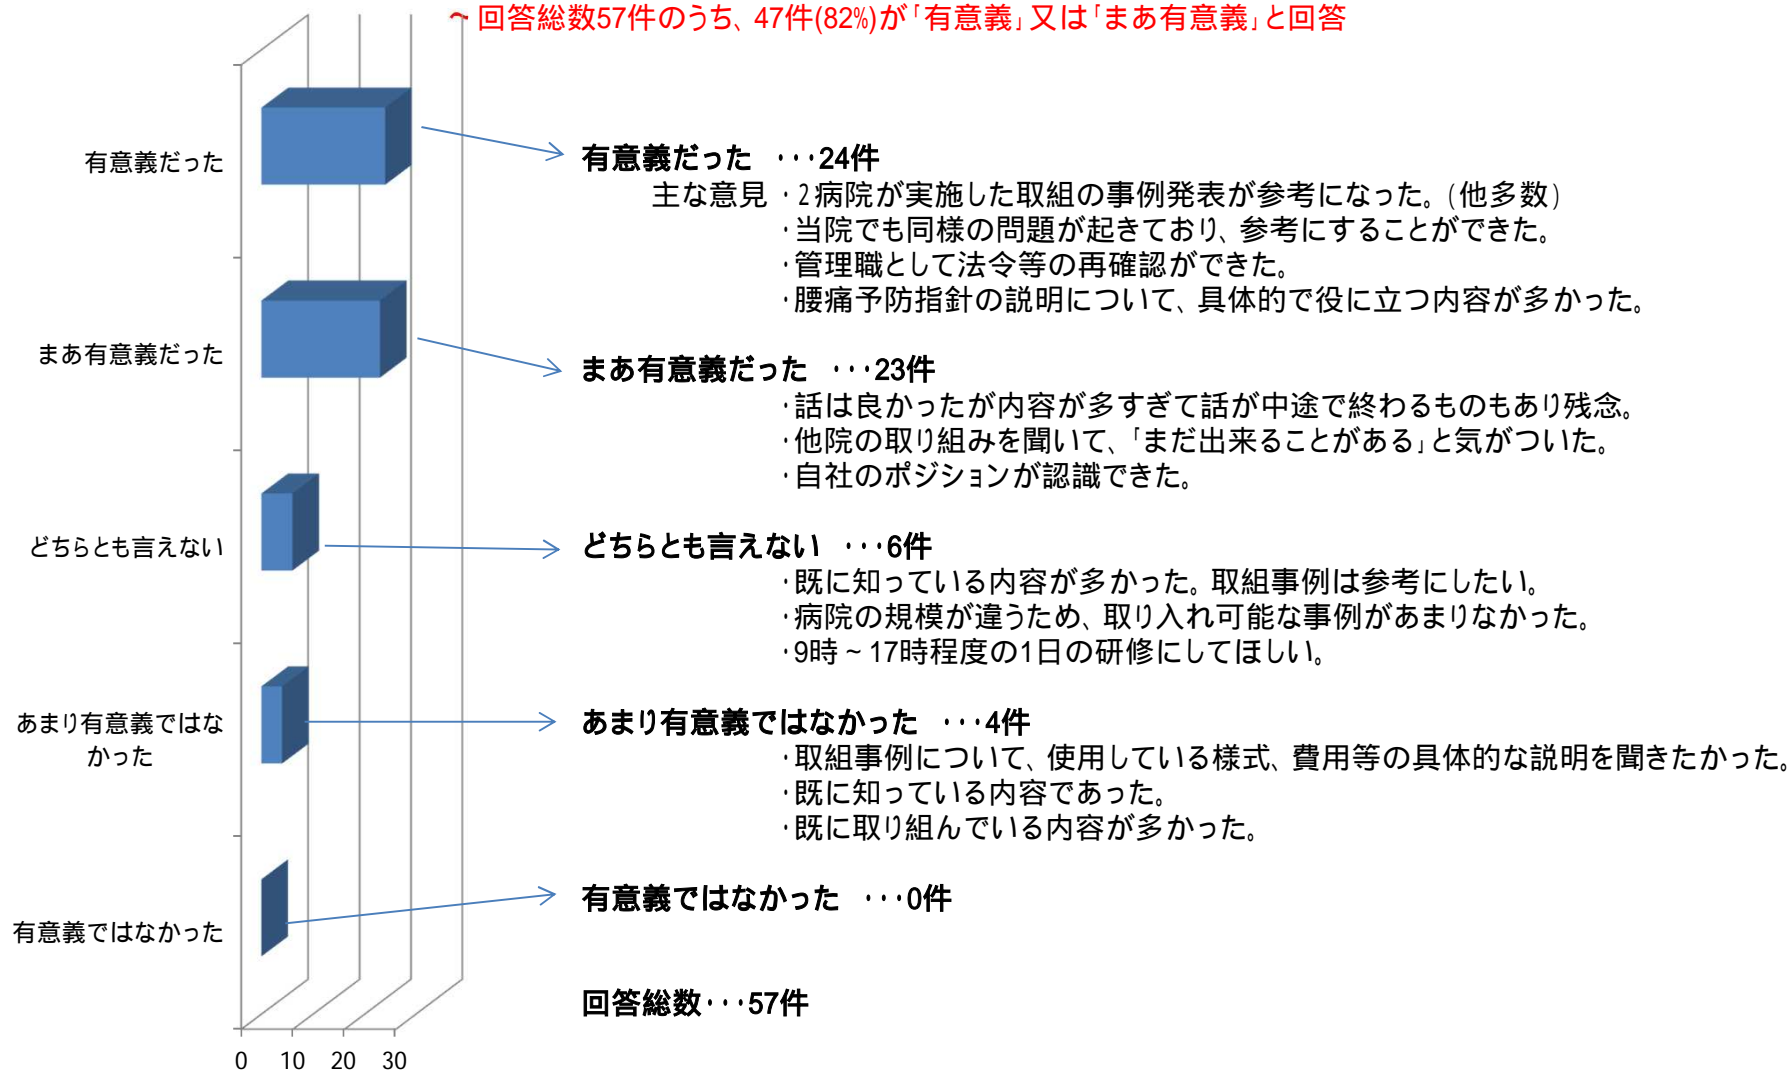 ~ 回答総数57件のうち、47件(82%)が「有意義」又は「まあ有意義」と回答
有意義だった
有意義だった ・・・24件
主な意見 ・2病院が実施した取組の事例発表が参考になった。(他多数)
・当院でも同様の問題が起きており、参考にすることができた。
・管理職として法令等の再確認ができた。
・腰痛予防指針の説明について、具体的で役に立つ内容が多かった。
まあ有意義だった
まあ有意義だった ・・・23件
・話は良かったが内容が多すぎて話が中途で終わるものもあり残念。
・他院の取り組みを聞いて、「まだ出来ることがある」と気がついた。
・自社のポジションが認識できた。
どちらとも言えない
どちらとも言えない ・・・6件
・既に知っている内容が多かった。取組事例は参考にしたい。
・病院の規模が違うため、取り入れ可能な事例があまりなかった。
・9時~17時程度の1日の研修にしてほしい。
あまり有意義ではな
かった
あまり有意義ではなかった ・・・4件
・取組事例について、使用している様式、費用等の具体的な説明を聞きたかった。
・既に知っている内容であった。
・既に取り組んでいる内容が多かった。
有意義ではなかった
有意義ではなかった ・・・0件
回答総数・・・57件
0 10 20 30